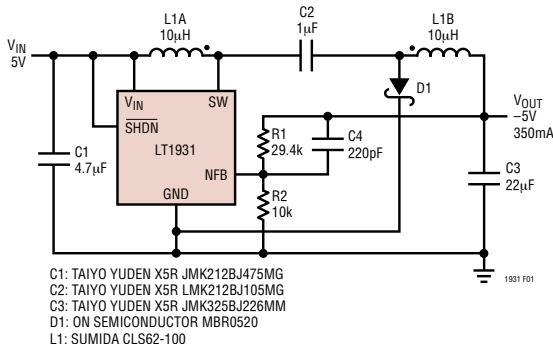 L1A
10µH
C2
1µF
L1B
10µH
VIN
5V
D1
VIN
SW
SHDN
LT1931
NFB
GND
C1
4.7µF
R1
29.4k
C4
220pF
R2
10k
VOUT
–5V
350mA
C3
22µF
1931 F01
C1: TAIYO YUDEN X5R JMK212BJ475MG
C2: TAIYO YUDEN X5R LMK212BJ105MG
C3: TAIYO YUDEN X5R JMK325BJ226MM
D1: ON SEMICONDUCTOR MBR0520
L1: SUMIDA CLS62-100